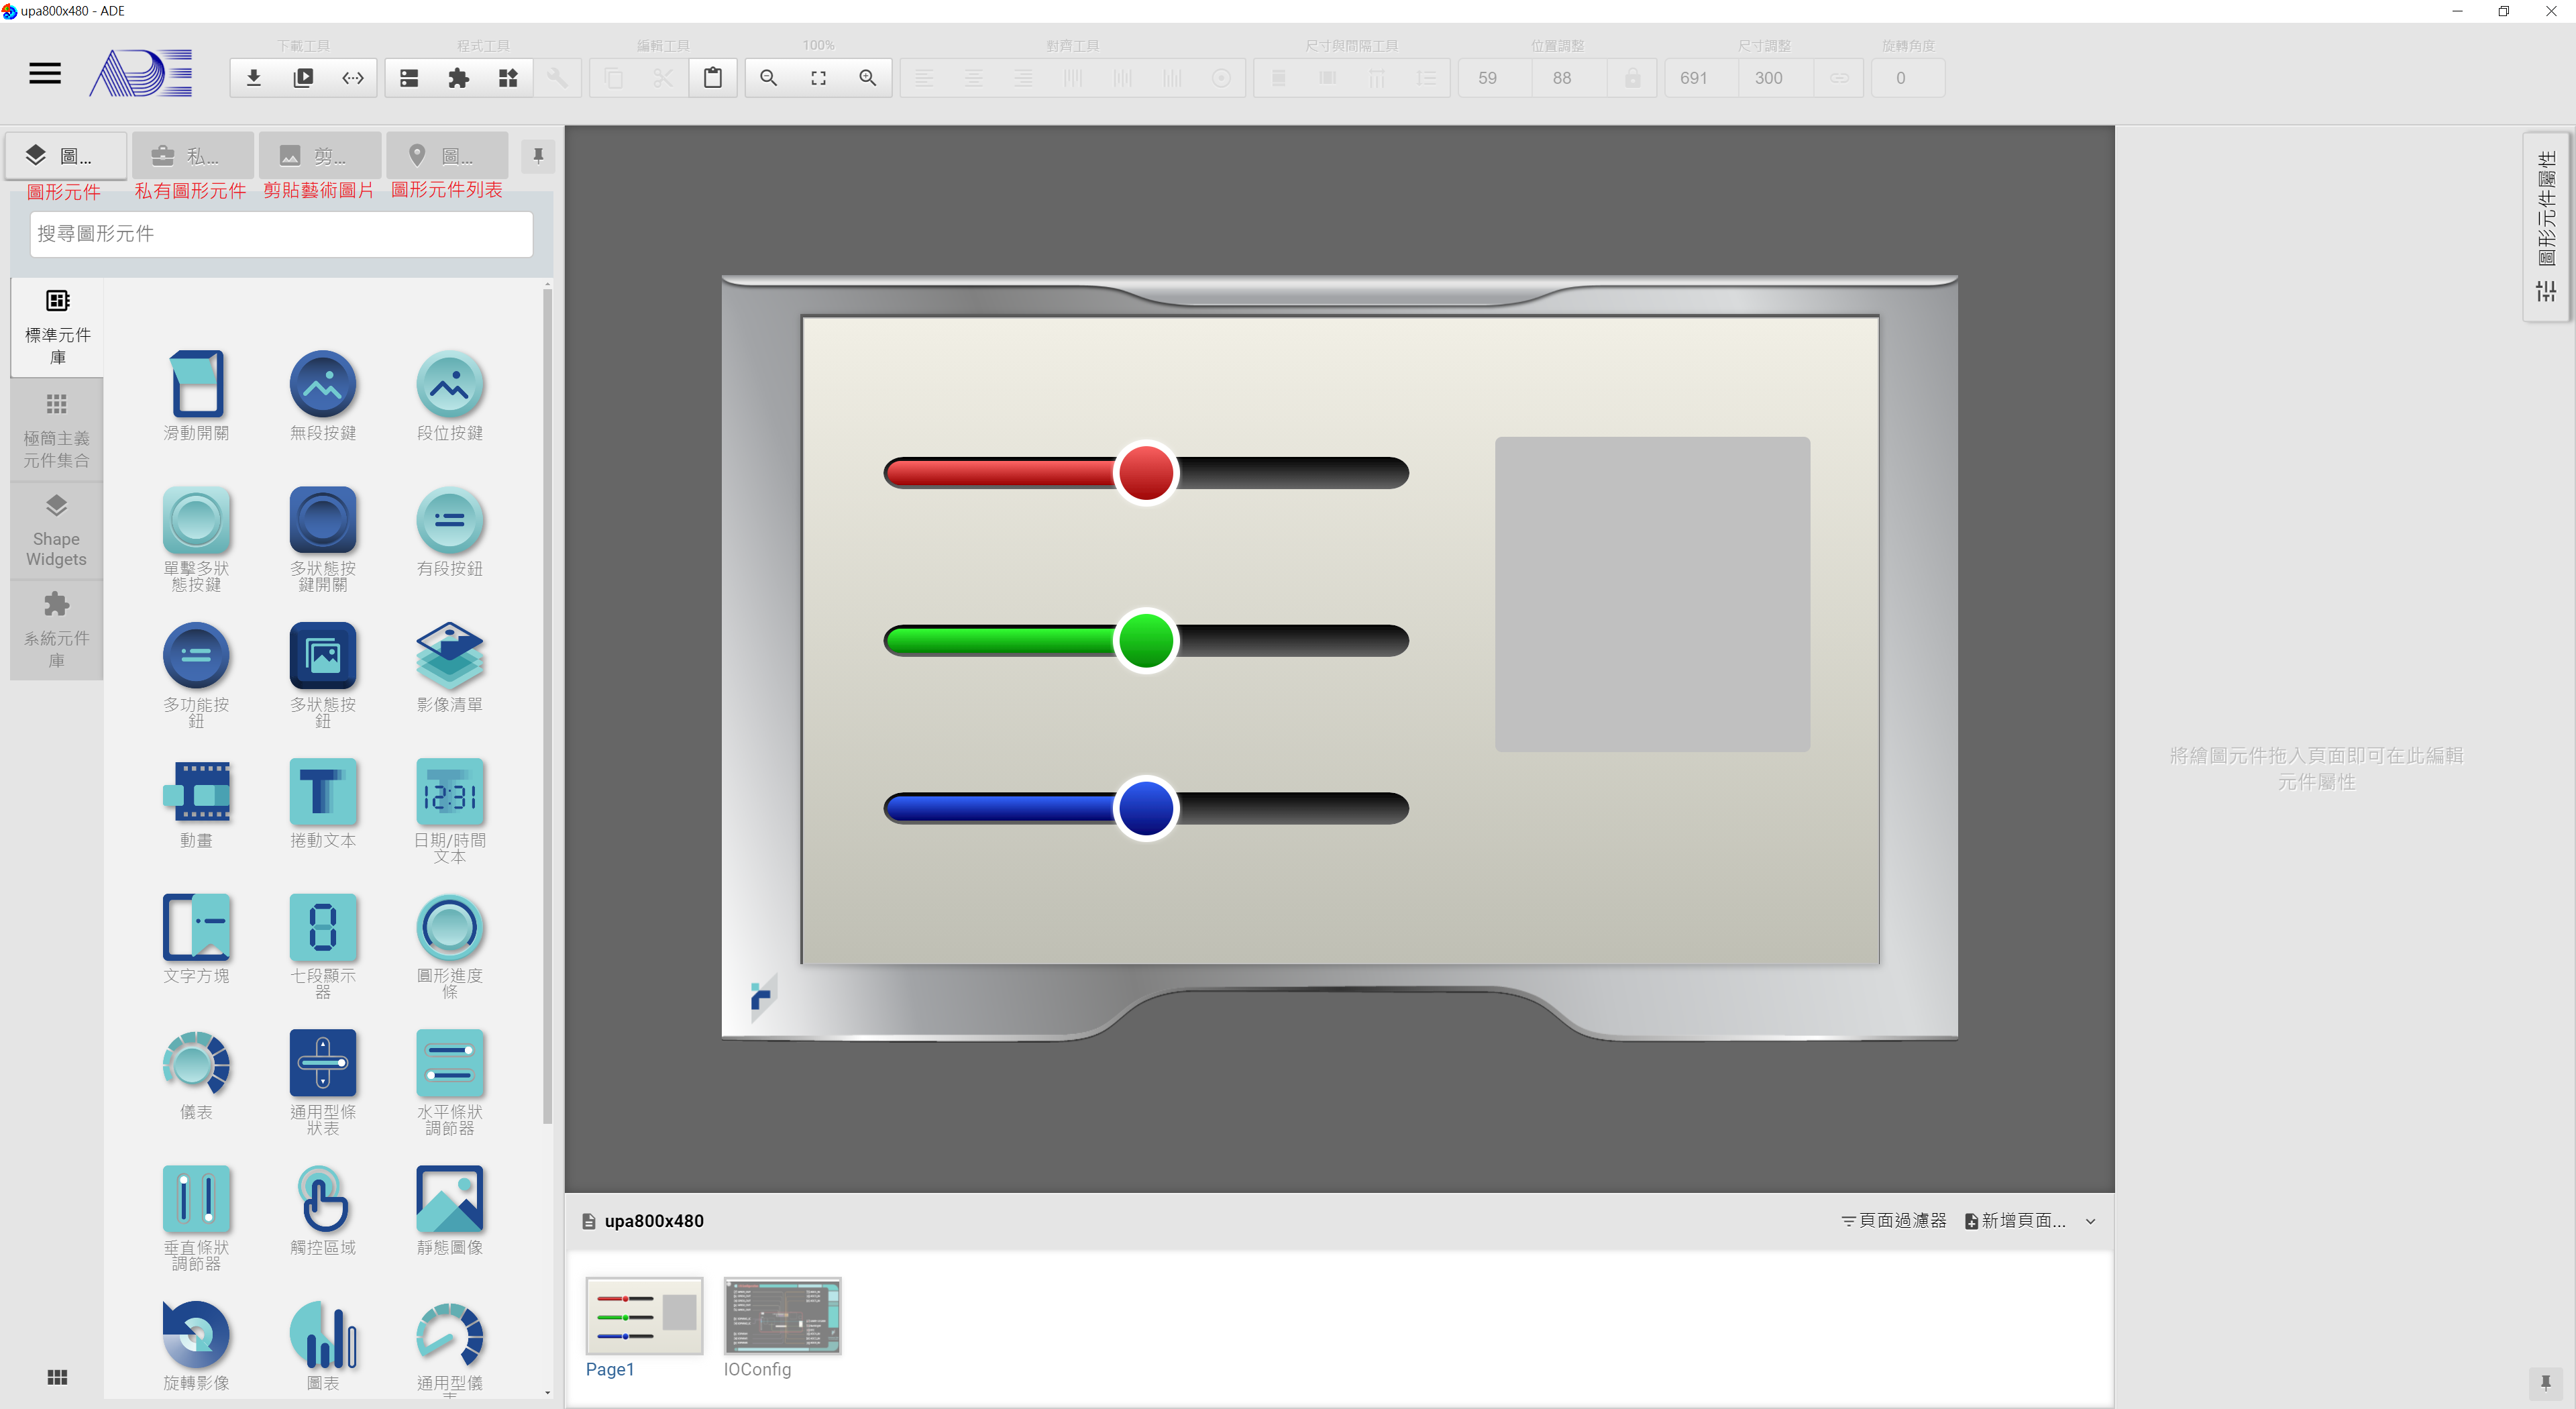 upa800x480 - ADE
下載工具
程式工具
編輯工具
100%
對齊工具
尺寸與間隔工具
位置調整
尺寸調整
旋轉角度
ADE
59
88
691
300
0
圖...
私...
剪...
圖...
圖形元件
私有圖形元件
剪貼藝術圖片
圖形元件列表
搜尋圖形元件
標準元件
庫
極簡主義
元件集合
Shape
Widgets
系統元件
庫
滑動開關
無段按鍵
段位按鍵
單擊多狀
態按鍵
多狀態按
鍵開關
有段按鈕
多功能按
鈕
多狀態按
鈕
影像清單
動畫
捲動文本
12:31
日期/時間
文本
文字方塊
七段顯示
器
圓形進度
條
儀表
通用型條
狀表
水平條狀
調節器
垂直條狀
調節器
觸控區域
靜態圖像
旋轉影像
圖表
通用型儀
表
圖形元件屬性
將繪圖元件拖入頁面即可在此編輯
元件屬性
upa800x480
頁面過濾器
新增頁面...
Page1
IOConfig